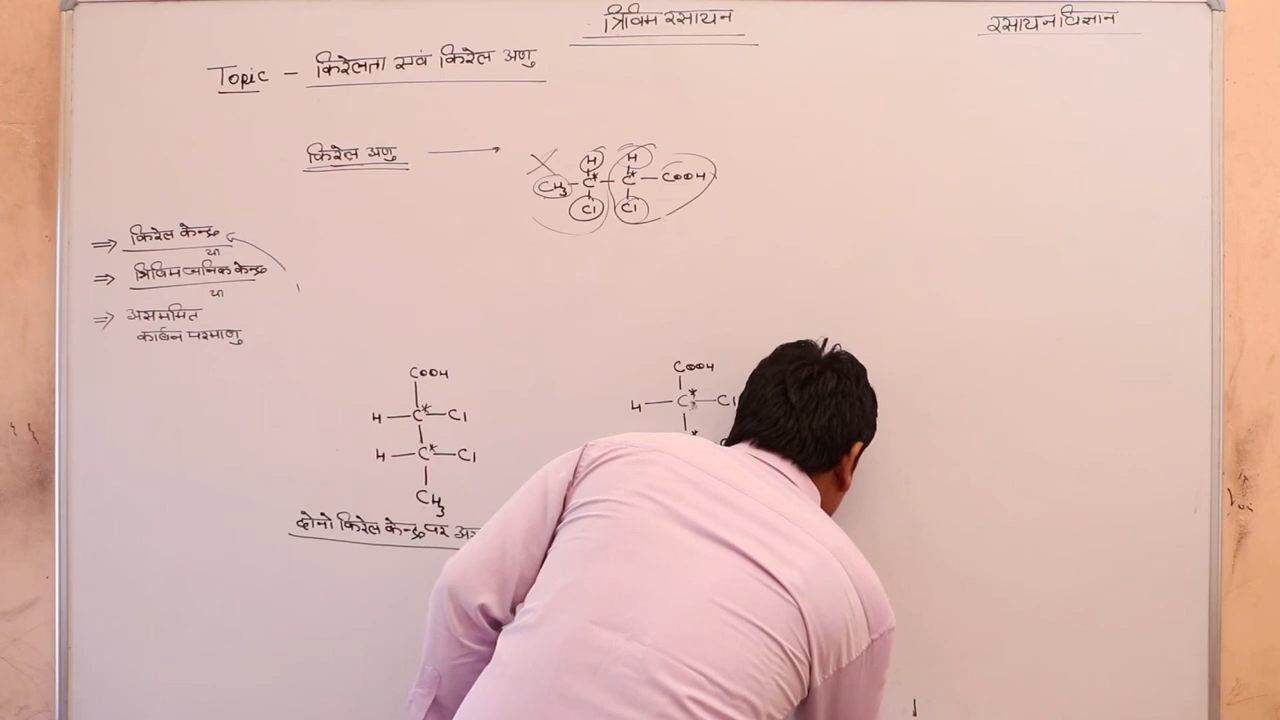 त्रिविम रसायन
रसायन विज्ञान
Topic - किरेलता एवं किरेल अणु
किरेल अणु
H H
CH3 - C* - C* - COOH
Cl Cl
⇒ किरेल केन्द्र
या
⇒ त्रिविम जनिक केन्द्र
या
⇒ असममित
कार्बन परमाणु
COOH
H - C* - Cl
H - C* - Cl
CH3
दोनो किरेल केन्द्र पर
COOH
H - C* - Cl
*